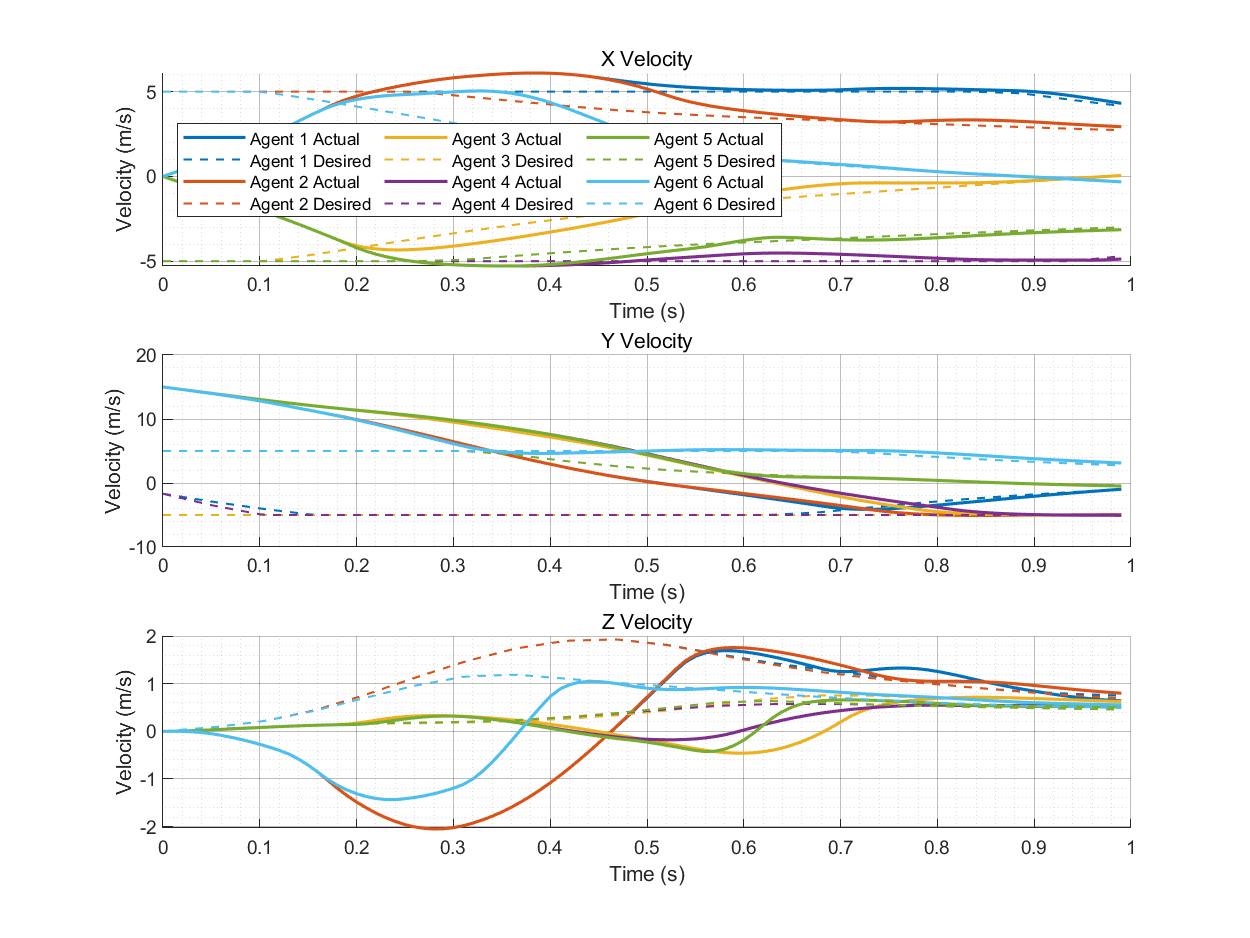 X Velocity
Velocity (m/s)
5
0
-5
Agent 1 Actual Agent 3 Actual Agent 5 Actual
Agent 1 Desired Agent 3 Desired Agent 5 Desired
Agent 2 Actual Agent 4 Actual Agent 6 Actual
Agent 2 Desired Agent 4 Desired Agent 6 Desired
0 0.1 0.2 0.3 0.4 0.5 0.6 0.7 0.8 0.9 1
Time (s)
Y Velocity
Velocity (m/s)
20
10
0
-10
0 0.1 0.2 0.3 0.4 0.5 0.6 0.7 0.8 0.9 1
Time (s)
Z Velocity
Velocity (m/s)
2
1
0
-1
-2
0 0.1 0.2 0.3 0.4 0.5 0.6 0.7 0.8 0.9 1
Time (s)